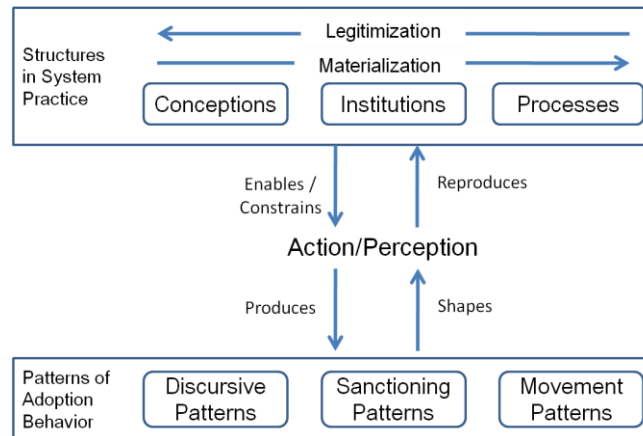 Legitimization
Structures
in System
Practice
Materialization
Conceptions
Institutions
Processes
Enables /
Constrains
Reproduces
Action/Perception
Produces
Shapes
Patterns of
Adoption
Behavior
Discursive
Patterns
Sanctioning
Patterns
Movement
Patterns